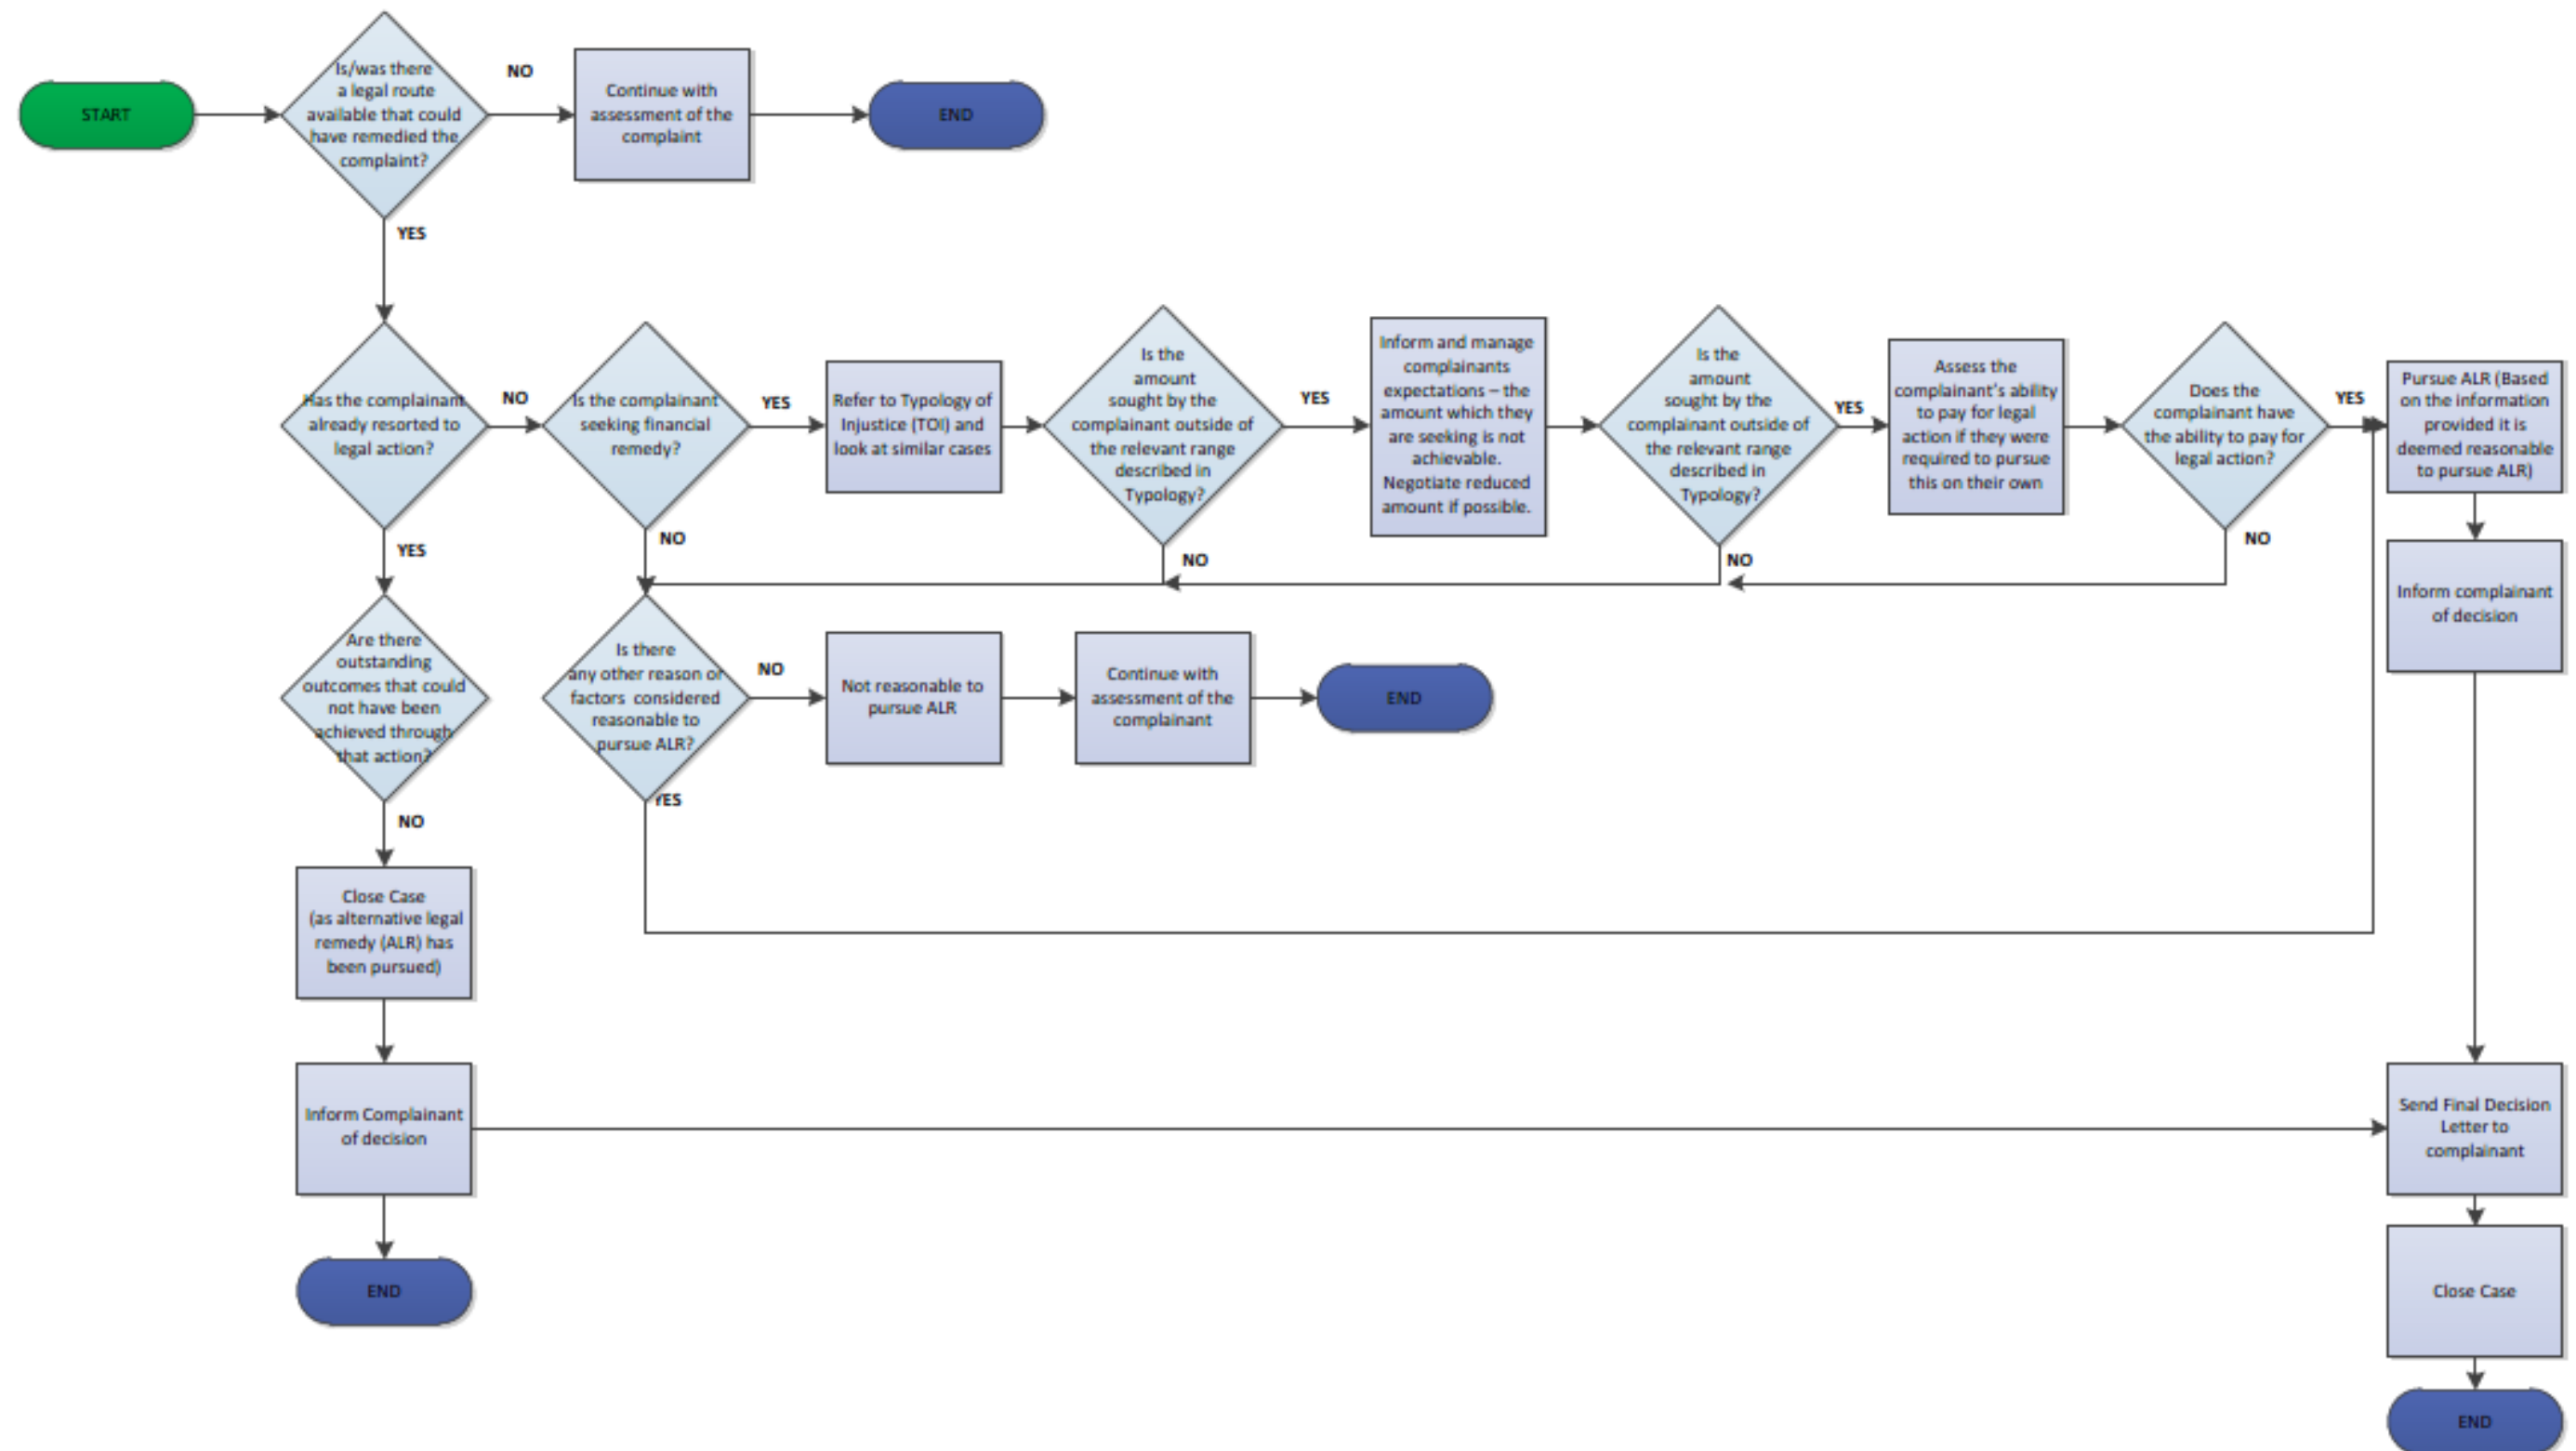 START
Is/was there
a legal route
available that could
have remedied the
complaint?
NO
Continue with
assessment of the
complaint
END
YES
Has the complainant
already resorted to
legal action?
NO
Is the complainant
seeking financial
remedy?
YES
Refer to Typology of
Injustice (TOI) and
look at similar cases
Is the
amount
sought by the
complainant outside of
the relevant range
described in
Typology?
YES
Inform and manage
complainants
expectations – the
amount which they
are seeking is not
achievable.
Negotiate reduced
amount if possible.
Is the
amount
sought by the
complainant outside of
the relevant range
described in
Typology?
YES
Assess the
complainant's ability
to pay for legal
action if they were
required to pursue
this on their own
Does the
complainant have
the ability to pay for
legal action?
YES
Pursue ALR (Based
on the information
provided it is
deemed reasonable
to pursue ALR)
YES
NO
NO
NO
NO
Inform complainant
of decision
Are there
outstanding
outcomes that could
not have been
achieved through
that action?
Is there
any other reason or
factors considered
reasonable to
pursue ALR?
NO
Not reasonable to
pursue ALR
Continue with
assessment of the
complainant
END
YES
NO
Close Case
(as alternative legal
remedy (ALR) has
been pursued)
Inform Complainant
of decision
Send Final Decision
Letter to
complainant
END
Close Case
END